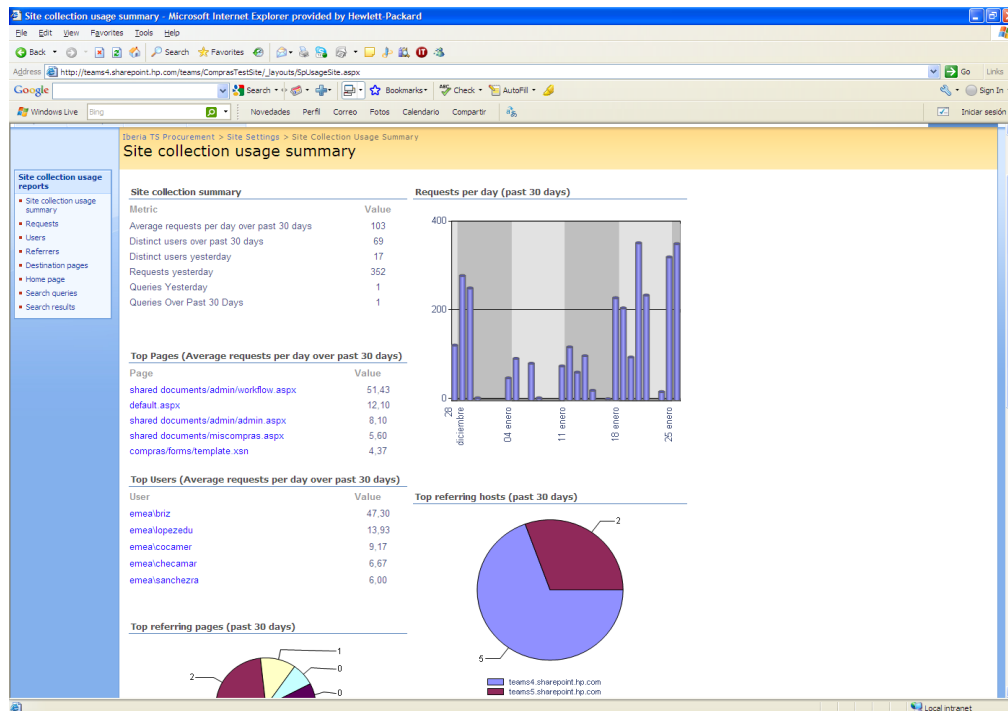 Site collection usage summary - Microsoft Internet Explorer provided by Hewlett-Packard
File Edit View Favorites Tools Help
Back Search Favorites
Address http://teams4.sharepoint.hp.com/teams/ComprasTestSite/_layouts/SpUsageSite.aspx Go Links
Google Search Bookmarks Check AutoFill Sign In
Windows Live Bing Novedades Perfil Correo Fotos Calendario Compartir Iniciar sesión
Iberia TS Procurement > Site Settings > Site Collection Usage Summary
Site collection usage summary
Site collection usage reports
Site collection usage summary
Requests
Users
Referrers
Destination pages
Home page
Search queries
Search results
Site collection summary
Metric Value
Average requests per day over past 30 days 103
Distinct users over past 30 days 69
Distinct users yesterday 17
Requests yesterday 352
Queries Yesterday 1
Queries Over Past 30 Days 1
Requests per day (past 30 days)
400
200
0
28 diciembre
04 enero
11 enero
18 enero
25 enero
Top Pages (Average requests per day over past 30 days)
Page Value
shared documents/admin/workflow.aspx 51,43
default.aspx 12,10
shared documents/admin/admin.aspx 8,10
shared documents/miscompras.aspx 5,60
compras/forms/template.xsn 4,37
Top Users (Average requests per day over past 30 days)
User Value
emea\briz 47,30
emea\lopezedu 13,93
emea\cocamer 9,17
emea\checamar 6,67
emea\sanchezra 6,00
Top referring hosts (past 30 days)
2
5
teams4.sharepoint.hp.com
teams5.sharepoint.hp.com
Top referring pages (past 30 days)
1
0
2
0
Local intranet